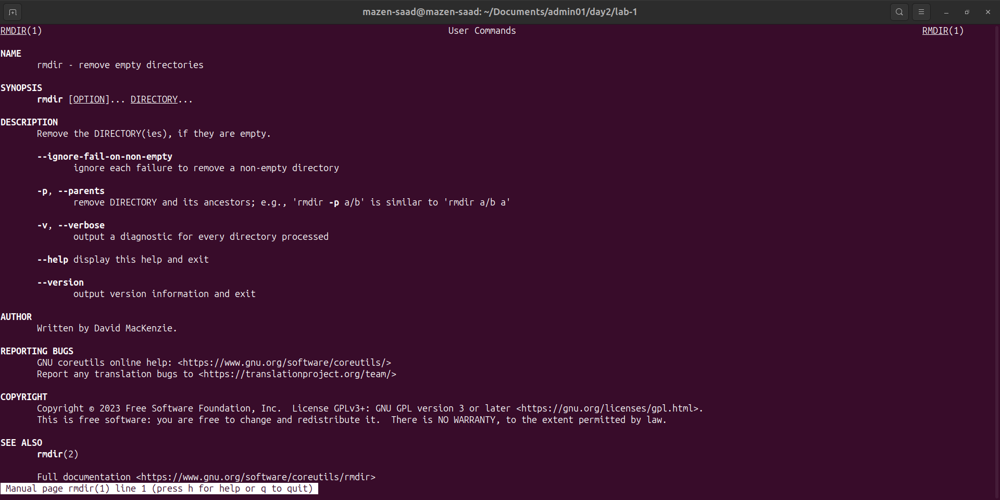 mazen-saad@mazen-saad: ~/Documents/admin01/day2/lab-1
RMDIR(1) User Commands RMDIR(1)
NAME
rmdir - remove empty directories
SYNOPSIS
rmdir [OPTION]... DIRECTORY...
DESCRIPTION
Remove the DIRECTORY(ies), if they are empty.
--ignore-fail-on-non-empty
ignore each failure to remove a non-empty directory
-p, --parents
remove DIRECTORY and its ancestors; e.g., 'rmdir -p a/b' is similar to 'rmdir a/b a'
-v, --verbose
output a diagnostic for every directory processed
--help display this help and exit
--version
output version information and exit
AUTHOR
Written by David MacKenzie.
REPORTING BUGS
GNU coreutils online help: <https://www.gnu.org/software/coreutils/>
Report any translation bugs to <https://translationproject.org/team/>
COPYRIGHT
Copyright © 2023 Free Software Foundation, Inc.  License GPLv3+: GNU GPL version 3 or later <https://gnu.org/licenses/gpl.html>.
This is free software: you are free to change and redistribute it.  There is NO WARRANTY, to the extent permitted by law.
SEE ALSO
rmdir(2)
Full documentation <https://www.gnu.org/software/coreutils/rmdir>
Manual page rmdir(1) line 1 (press h for help or q to quit)